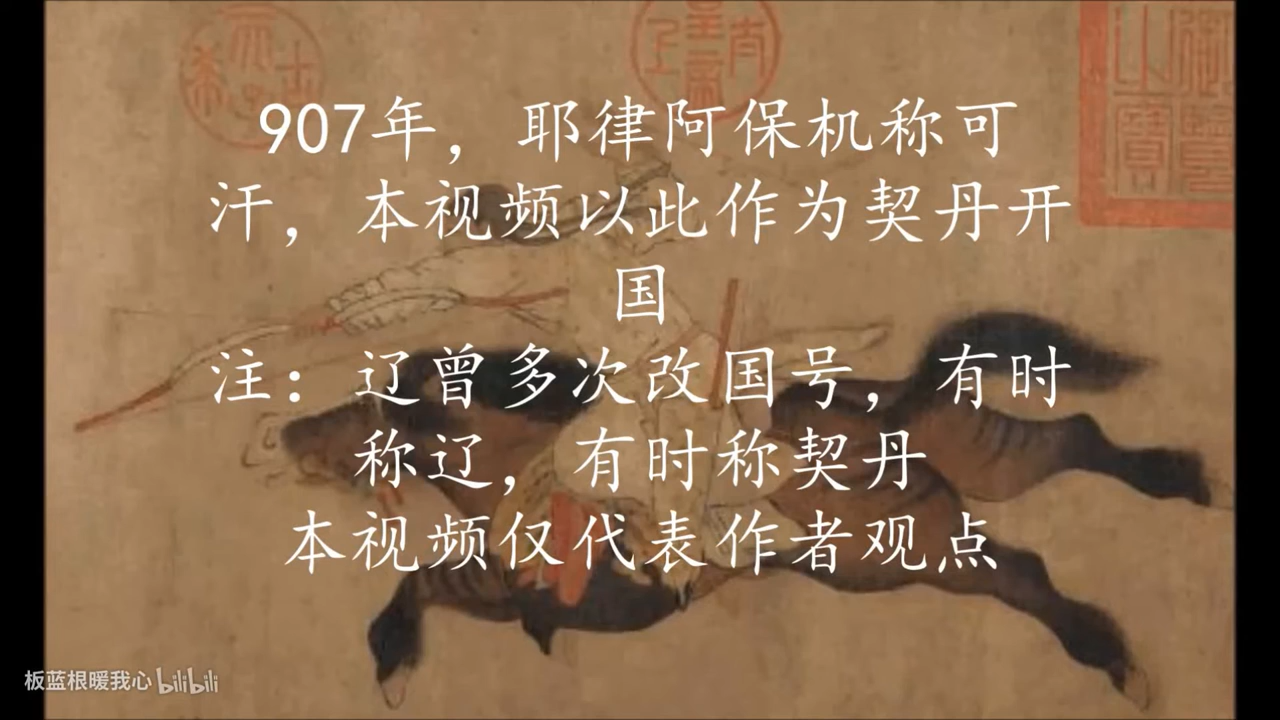 907年，耶律阿保机称可
汗，本视频以此作为契丹开
国
注：辽曾多次改国号，有时
称辽，有时称契丹
本视频仅代表作者观点
板蓝根暖我心 bilibili